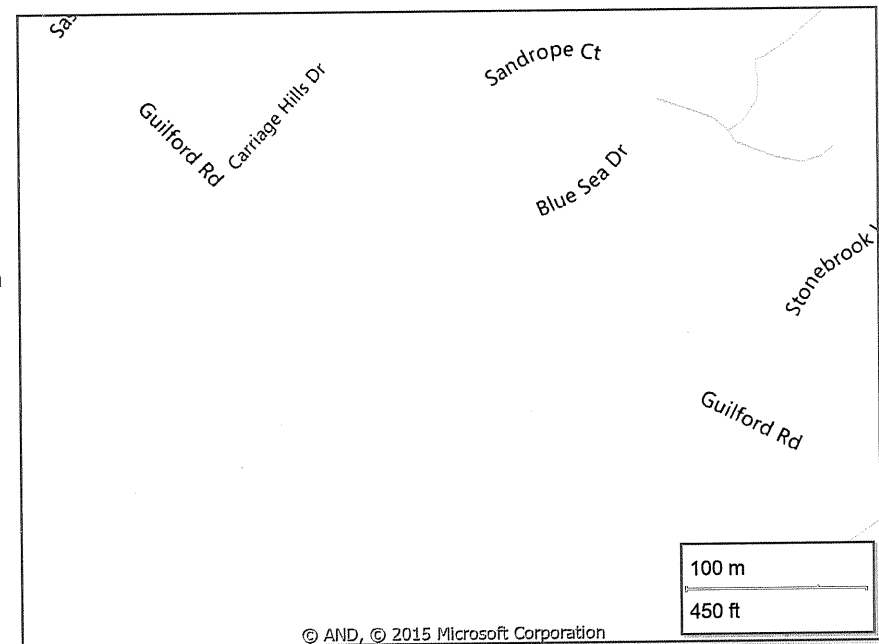 Guilford Rd
Carriage Hills Dr
Sandrope Ct
Blue Sea Dr
Stonebrook
Guilford Rd
100 m
450 ft
© AND, © 2015 Microsoft Corporation